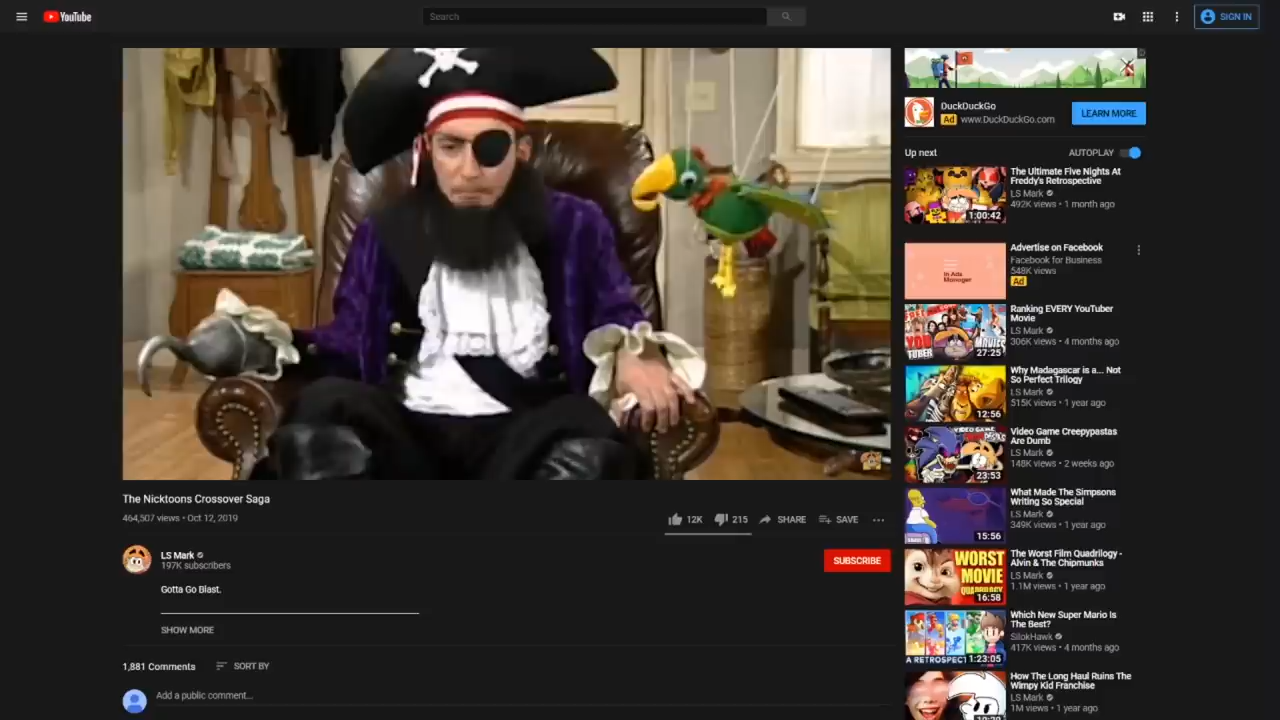 YouTube
Search
SIGN IN
DuckDuckGo
Ad www.DuckDuckGo.com
LEARN MORE
Up next
AUTOPLAY
The Ultimate Five Nights At
Freddy's Retrospective
LS Mark
492K views • 1 month ago
1:00:42
Advertise on Facebook
Facebook for Business
548K views
Ad
In Ads
Manager
Ranking EVERY YouTuber
Movie
LS Mark
306K views • 4 months ago
27:25
Why Madagascar is a... Not
So Perfect Trilogy
LS Mark
515K views • 1 year ago
12:56
Video Game Creepypastas
Are Dumb
LS Mark
148K views • 2 weeks ago
23:53
What Made The Simpsons
Writing So Special
LS Mark
349K views • 1 year ago
15:56
The Worst Film Quadrilogy -
Alvin & The Chipmunks
LS Mark
1.1M views • 1 year ago
WORST
MOVIE
QUADRILOGY
16:58
Which New Super Mario Is
The Best?
SilokHawk
417K views • 4 months ago
A RETROSPECT
1:23:05
How The Long Haul Ruins The
Wimpy Kid Franchise
LS Mark
1M views • 1 year ago
The Nicktoons Crossover Saga
464,507 views • Oct 12, 2019
12K
215
SHARE
SAVE
LS Mark
197K subscribers
SUBSCRIBE
Gotta Go Blast.
SHOW MORE
1,881 Comments
SORT BY
Add a public comment...